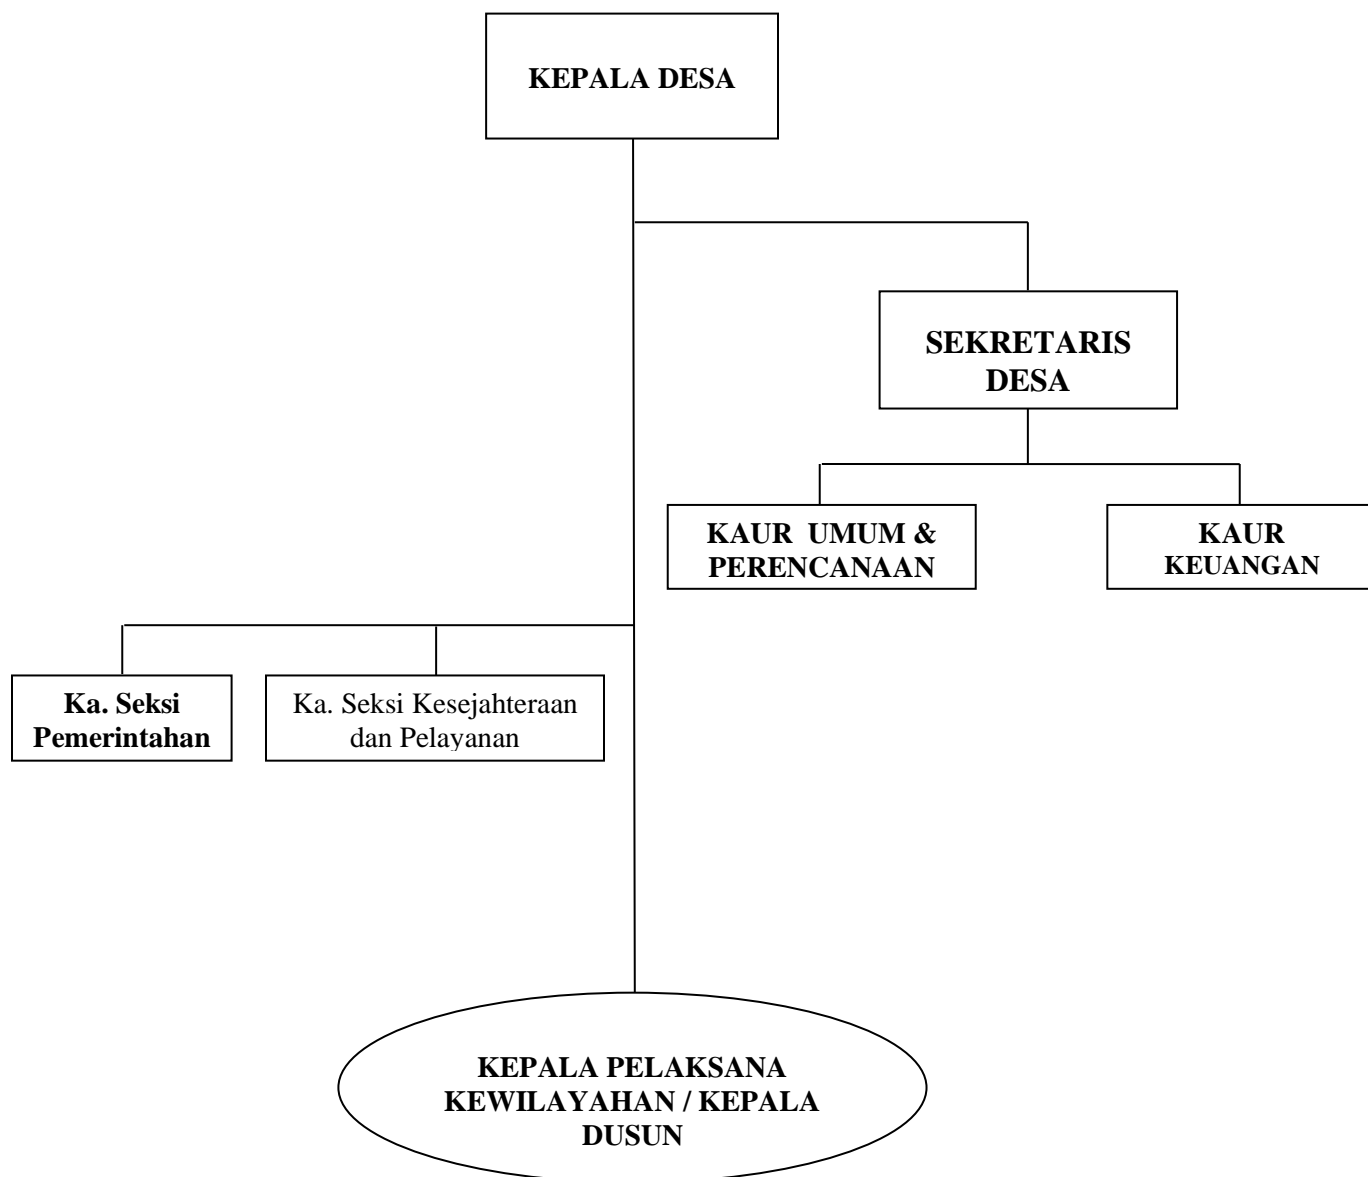 KEPALA DESA
SEKRETARIS
DESA
KAUR  UMUM &
PERENCANAAN
KAUR
KEUANGAN
Ka. Seksi
Pemerintahan
Ka. Seksi Kesejahteraan
dan Pelayanan
KEPALA PELAKSANA
KEWILAYAHAN / KEPALA
DUSUN